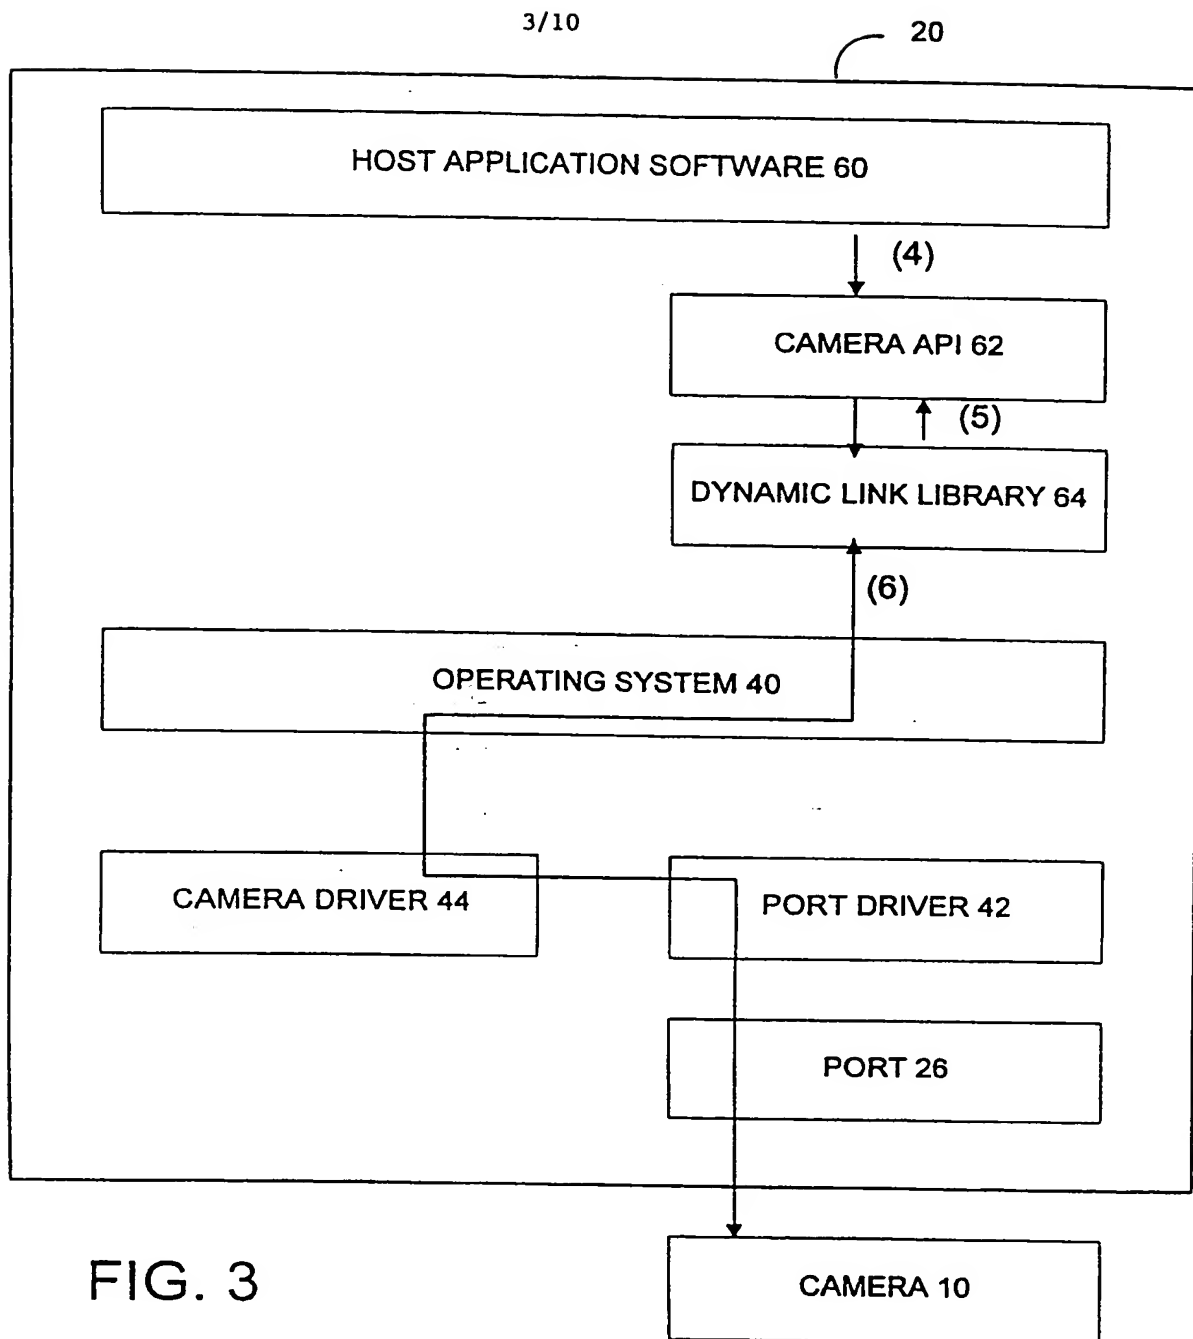 3/10
20
HOST APPLICATION SOFTWARE 60
(4)
CAMERA API 62
(5)
DYNAMIC LINK LIBRARY 64
(6)
OPERATING SYSTEM 40
CAMERA DRIVER 44
PORT DRIVER 42
PORT 26
FIG. 3
CAMERA 10